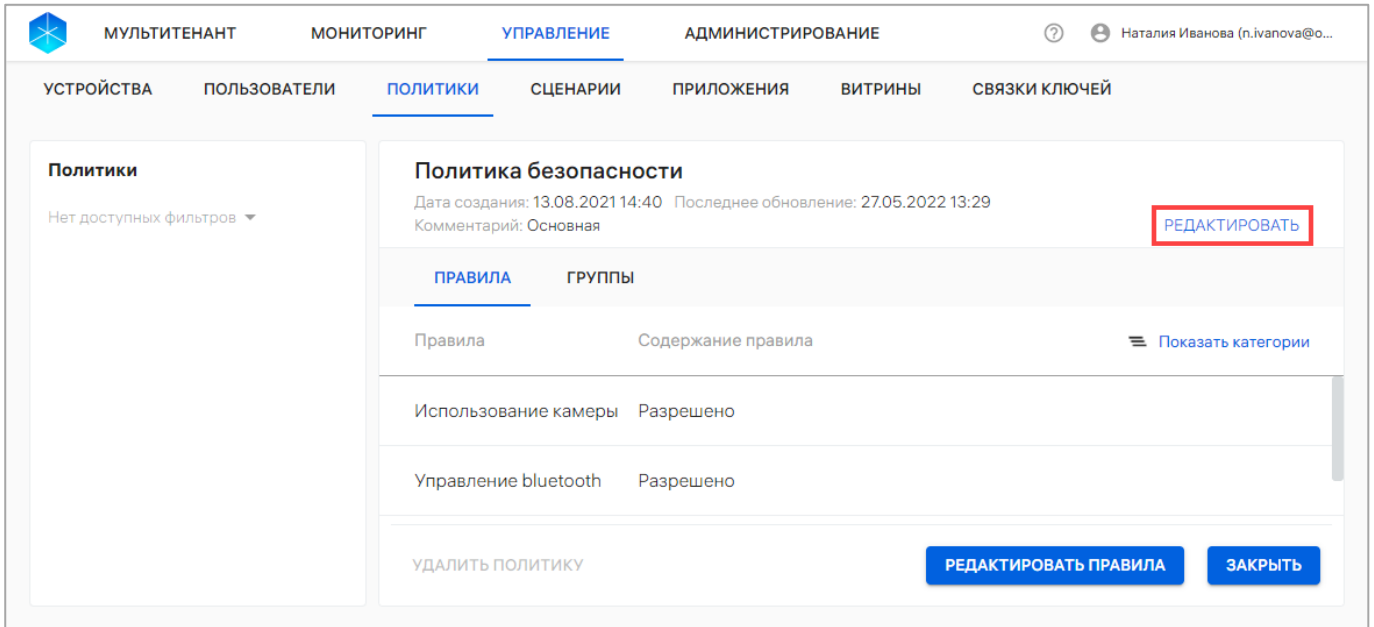 МУЛЬТИТЕНАНТ МОНИТОРИНГ УПРАВЛЕНИЕ АДМИНИСТРИРОВАНИЕ ? Наталия Иванова (n.ivanova@o...
УСТРОЙСТВА ПОЛЬЗОВАТЕЛИ ПОЛИТИКИ СЦЕНАРИИ ПРИЛОЖЕНИЯ ВИТРИНЫ СВЯЗКИ КЛЮЧЕЙ
Политики
Нет доступных фильтров
Политика безопасности
Дата создания: 13.08.2021 14:40 Последнее обновление: 27.05.2022 13:29
Комментарий: Основная
РЕДАКТИРОВАТЬ
ПРАВИЛА ГРУППЫ
Правила Содержание правила Показать категории
Использование камеры Разрешено
Управление bluetooth Разрешено
УДАЛИТЬ ПОЛИТИКУ РЕДАКТИРОВАТЬ ПРАВИЛА ЗАКРЫТЬ